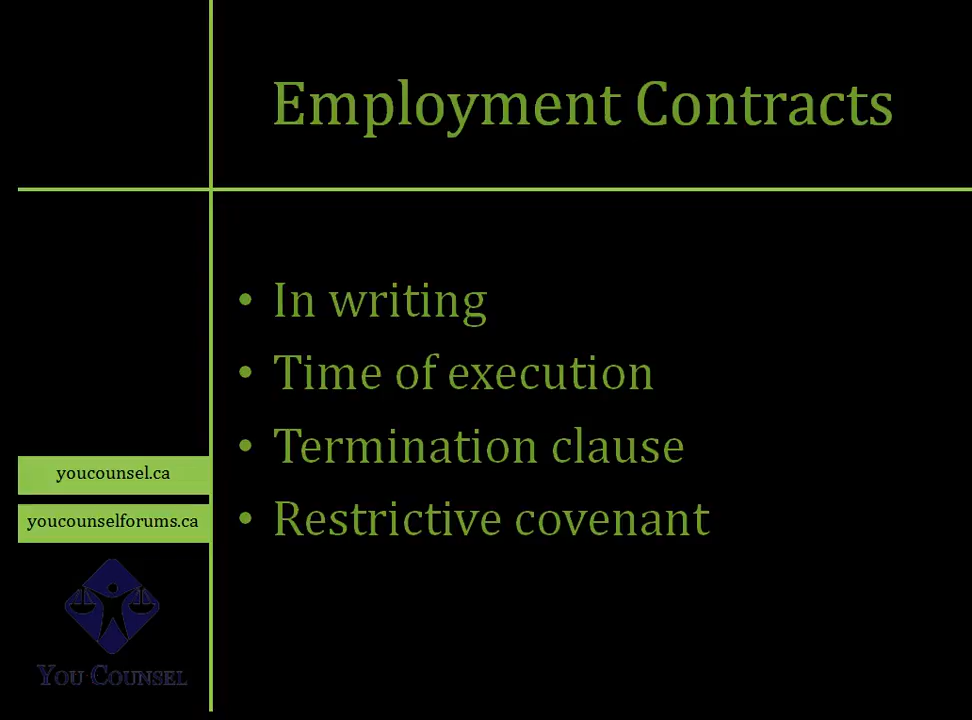 Employment Contracts
• In writing
• Time of execution
• Termination clause
• Restrictive covenant
youcounsel.ca
youcounselforums.ca
YOU COUNSEL